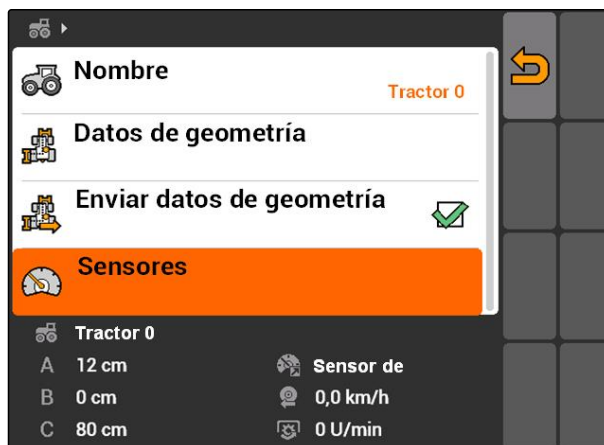 Nombre
Tractor 0
Datos de geometría
Enviar datos de geometría
Sensores
Tractor 0
A 12 cm Sensor de
B 0 cm 0,0 km/h
C 80 cm 0 U/min